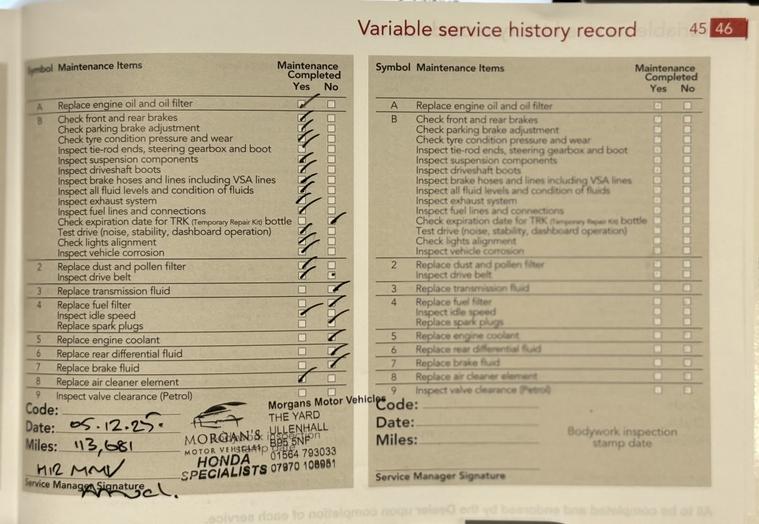 Variable service history record 45 46
Symbol Maintenance Items Maintenance Completed
Yes No
A Replace engine oil and oil filter
B Check front and rear brakes
Check parking brake adjustment
Check tyre condition pressure and wear
Inspect tie-rod ends, steering gearbox and boot
Inspect suspension components
Inspect driveshaft boots
Inspect brake hoses and lines including VSA lines
Inspect all fluid levels and condition of fluids
Inspect exhaust system
Inspect fuel lines and connections
Check expiration date for TRK (Temporary Repair Kit) bottle
Test drive (noise, stability, dashboard operation)
Check lights alignment
Inspect vehicle corrosion
2 Replace dust and pollen filter
Inspect drive belt
3 Replace transmission fluid
4 Replace fuel filter
Inspect idle speed
Replace spark plugs
5 Replace engine coolant
6 Replace rear differential fluid
7 Replace brake fluid
8 Replace air cleaner element
9 Inspect valve clearance (Petrol)
Code:
Date: 05.12.25.
Miles: 113,681
H12 MMV
Service Manager Signature
MORGAN'S
MOTOR VEHICLES
HONDA
SPECIALISTS
Morgans Motor Vehicles
THE YARD
ULLENHALL
B95 5NP
01564 793033
07970 108981
Symbol Maintenance Items Maintenance Completed
Yes No
A Replace engine oil and oil filter
B Check front and rear brakes
Check parking brake adjustment
Check tyre condition pressure and wear
Inspect tie-rod ends, steering gearbox and boot
Inspect suspension components
Inspect driveshaft boots
Inspect brake hoses and lines including VSA lines
Inspect all fluid levels and condition of fluids
Inspect exhaust system
Inspect fuel lines and connections
Check expiration date for TRK (Temporary Repair Kit) bottle
Test drive (noise, stability, dashboard operation)
Check lights alignment
Inspect vehicle corrosion
2 Replace dust and pollen filter
Inspect drive belt
3 Replace transmission fluid
4 Replace fuel filter
Inspect idle speed
Replace spark plugs
5 Replace engine coolant
6 Replace rear differential fluid
7 Replace brake fluid
8 Replace air cleaner element
9 Inspect valve clearance (Petrol)
Code:
Date:
Miles:
Bodywork inspection
stamp date
Service Manager Signature